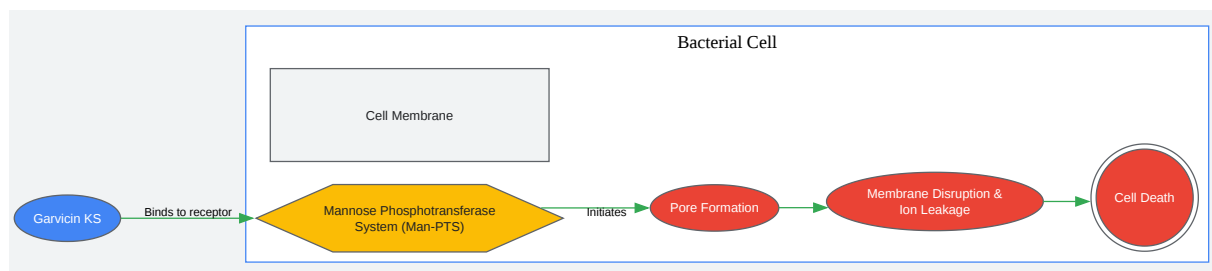 Bacterial Cell
Cell Membrane
Garvicin KS
Binds to receptor
Mannose Phosphotransferase
System (Man-PTS)
Initiates
Pore Formation
Membrane Disruption &
Ion Leakage
Cell Death